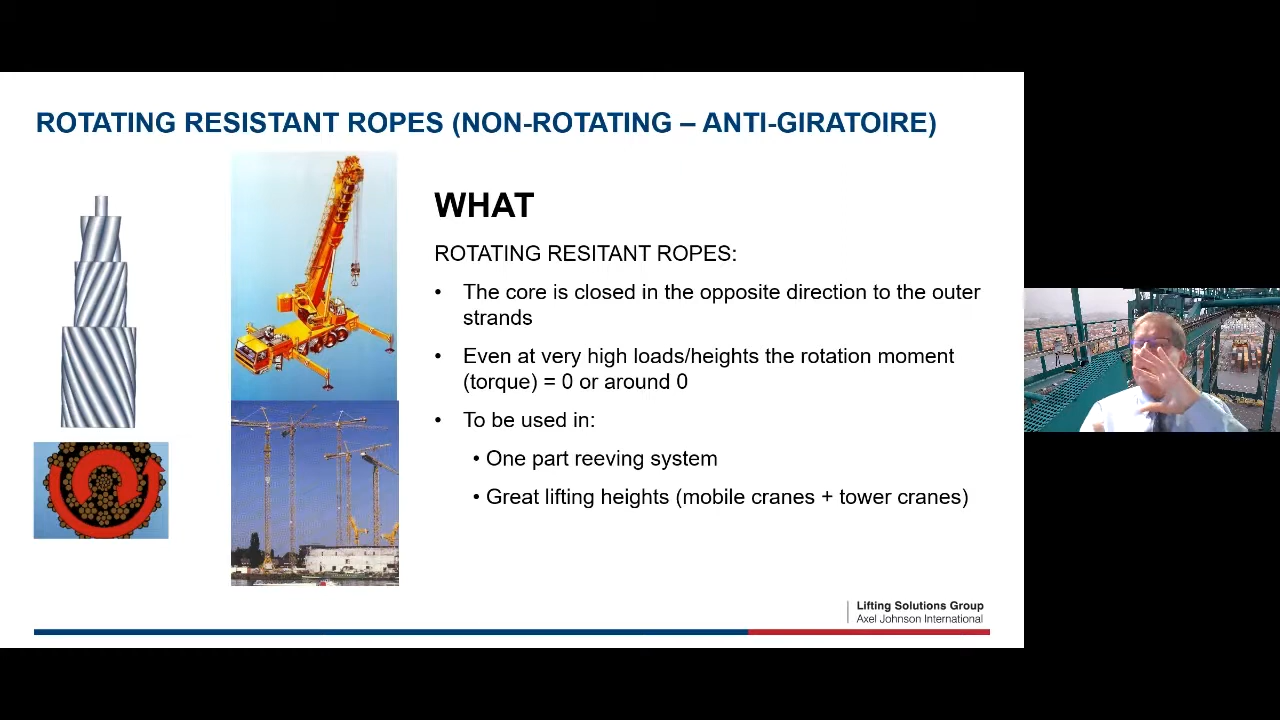 ROTATING RESISTANT ROPES (NON-ROTATING – ANTI-GIRATOIRE)
WHAT
ROTATING RESITANT ROPES:
• The core is closed in the opposite direction to the outer
strands
• Even at very high loads/heights the rotation moment
(torque) = 0 or around 0
• To be used in:
• One part reeving system
• Great lifting heights (mobile cranes + tower cranes)
Lifting Solutions Group
Axel Johnson International